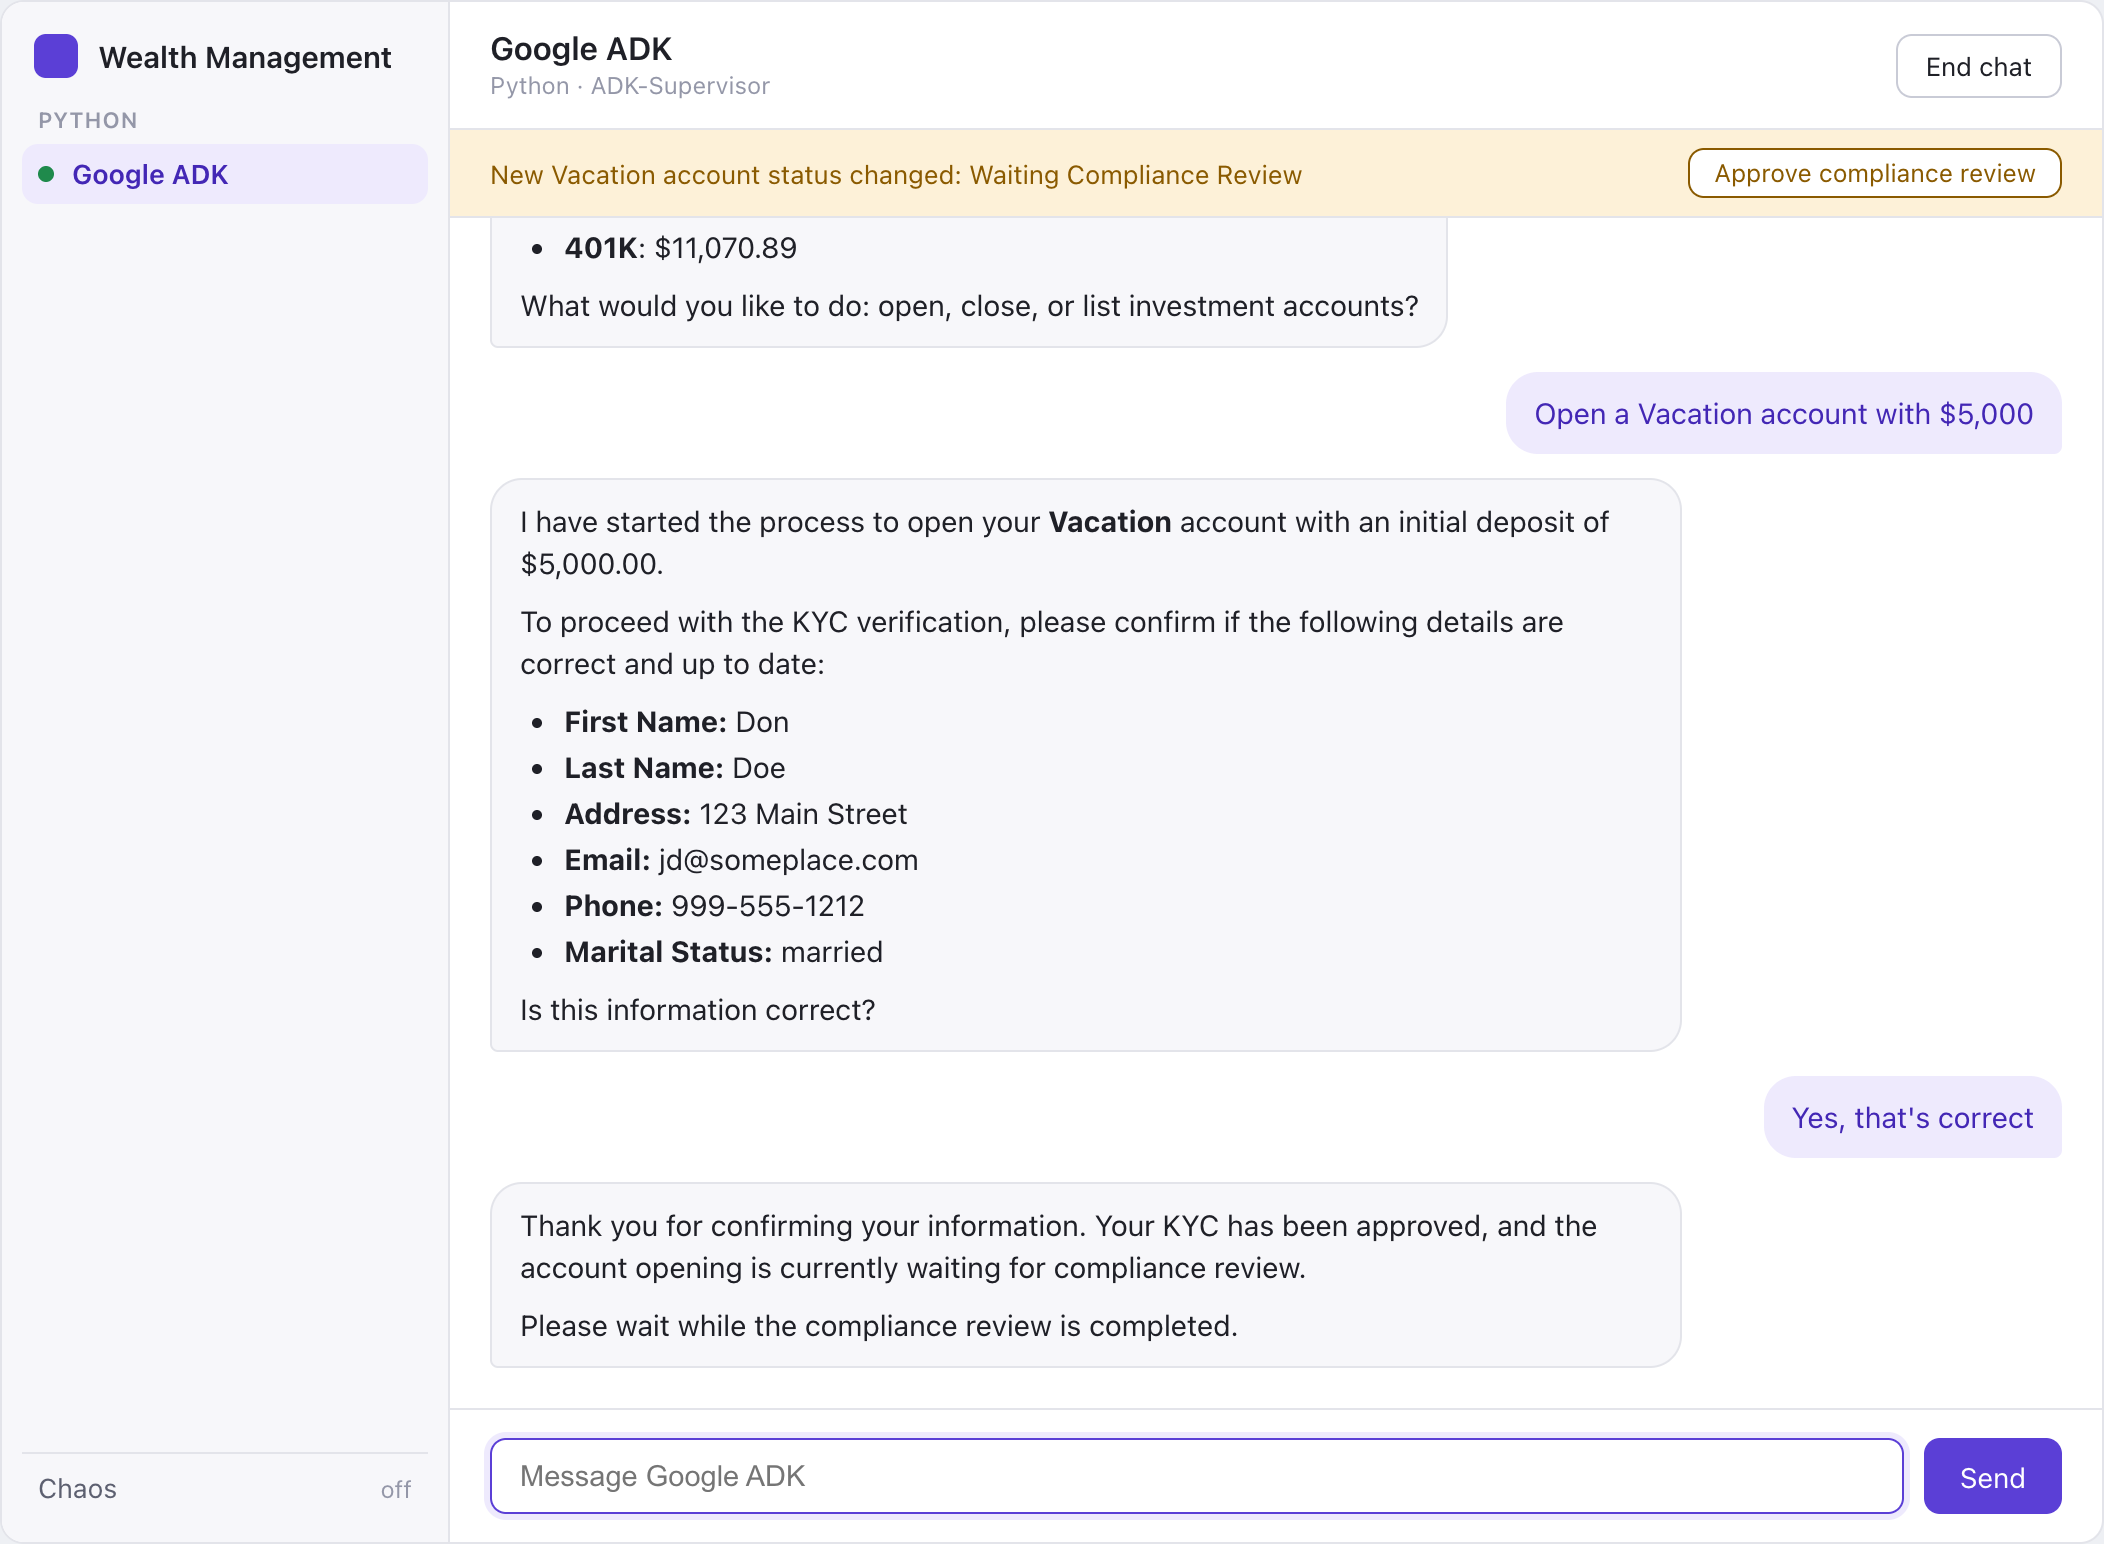 Wealth Management
PYTHON
Google ADK
Chaos
off
Google ADK
Python · ADK-Supervisor
End chat
New Vacation account status changed: Waiting Compliance Review
Approve compliance review
• 401K: $11,070.89
What would you like to do: open, close, or list investment accounts?
Open a Vacation account with $5,000
I have started the process to open your Vacation account with an initial deposit of
$5,000.00.
To proceed with the KYC verification, please confirm if the following details are
correct and up to date:
• First Name: Don
• Last Name: Doe
• Address: 123 Main Street
• Email: jd@someplace.com
• Phone: 999-555-1212
• Marital Status: married
Is this information correct?
Yes, that's correct
Thank you for confirming your information. Your KYC has been approved, and the
account opening is currently waiting for compliance review.
Please wait while the compliance review is completed.
Message Google ADK
Send